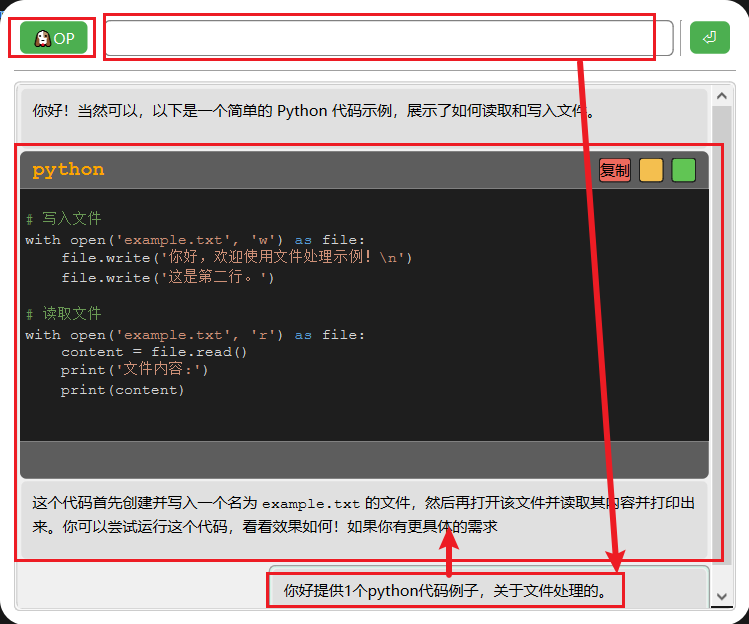 OP
你好！当然可以，以下是一个简单的 Python 代码示例，展示了如何读取和写入文件。
python
复制
# 写入文件
with open('example.txt', 'w') as file:
    file.write('你好，欢迎使用文件处理示例！\n')
    file.write('这是第二行。')
# 读取文件
with open('example.txt', 'r') as file:
    content = file.read()
    print('文件内容:')
    print(content)
这个代码首先创建并写入一个名为 example.txt 的文件，然后再打开该文件并读取其内容并打印出
来。你可以尝试运行这个代码，看看效果如何！如果你有更具体的需求
你好提供1个python代码例子，关于文件处理的。